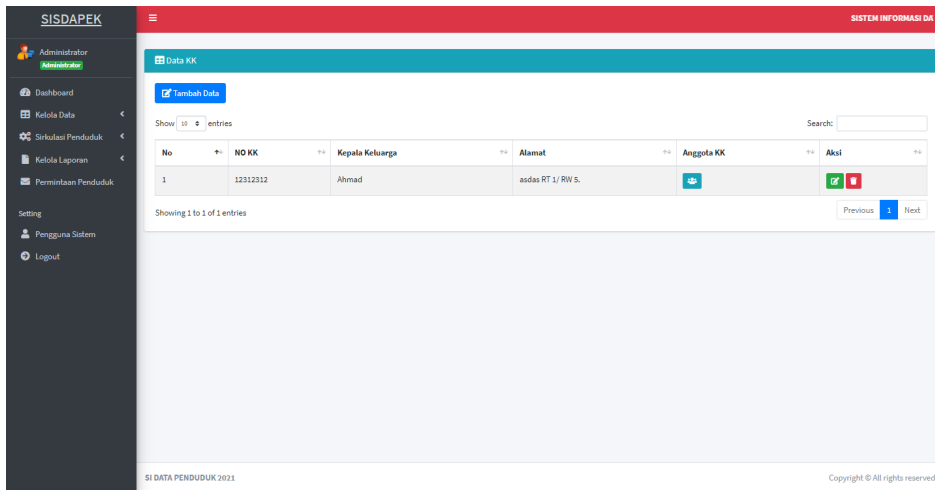 SISDAPEK
SISTEM INFORMASI DA
Administrator
Administrator
Dashboard
Kelola Data
Sirkulasi Penduduk
Kelola Laporan
Permintaan Penduduk
Setting
Pengguna Sistem
Logout
Data KK
Tambah Data
Show 10 entries Search:
No NO KK Kepala Keluarga Alamat Anggota KK Aksi
1 12312312 Ahmad asdas RT 1/ RW 5.
Showing 1 to 1 of 1 entries Previous 1 Next
SI DATA PENDUDUK 2021 Copyright © All rights reserved